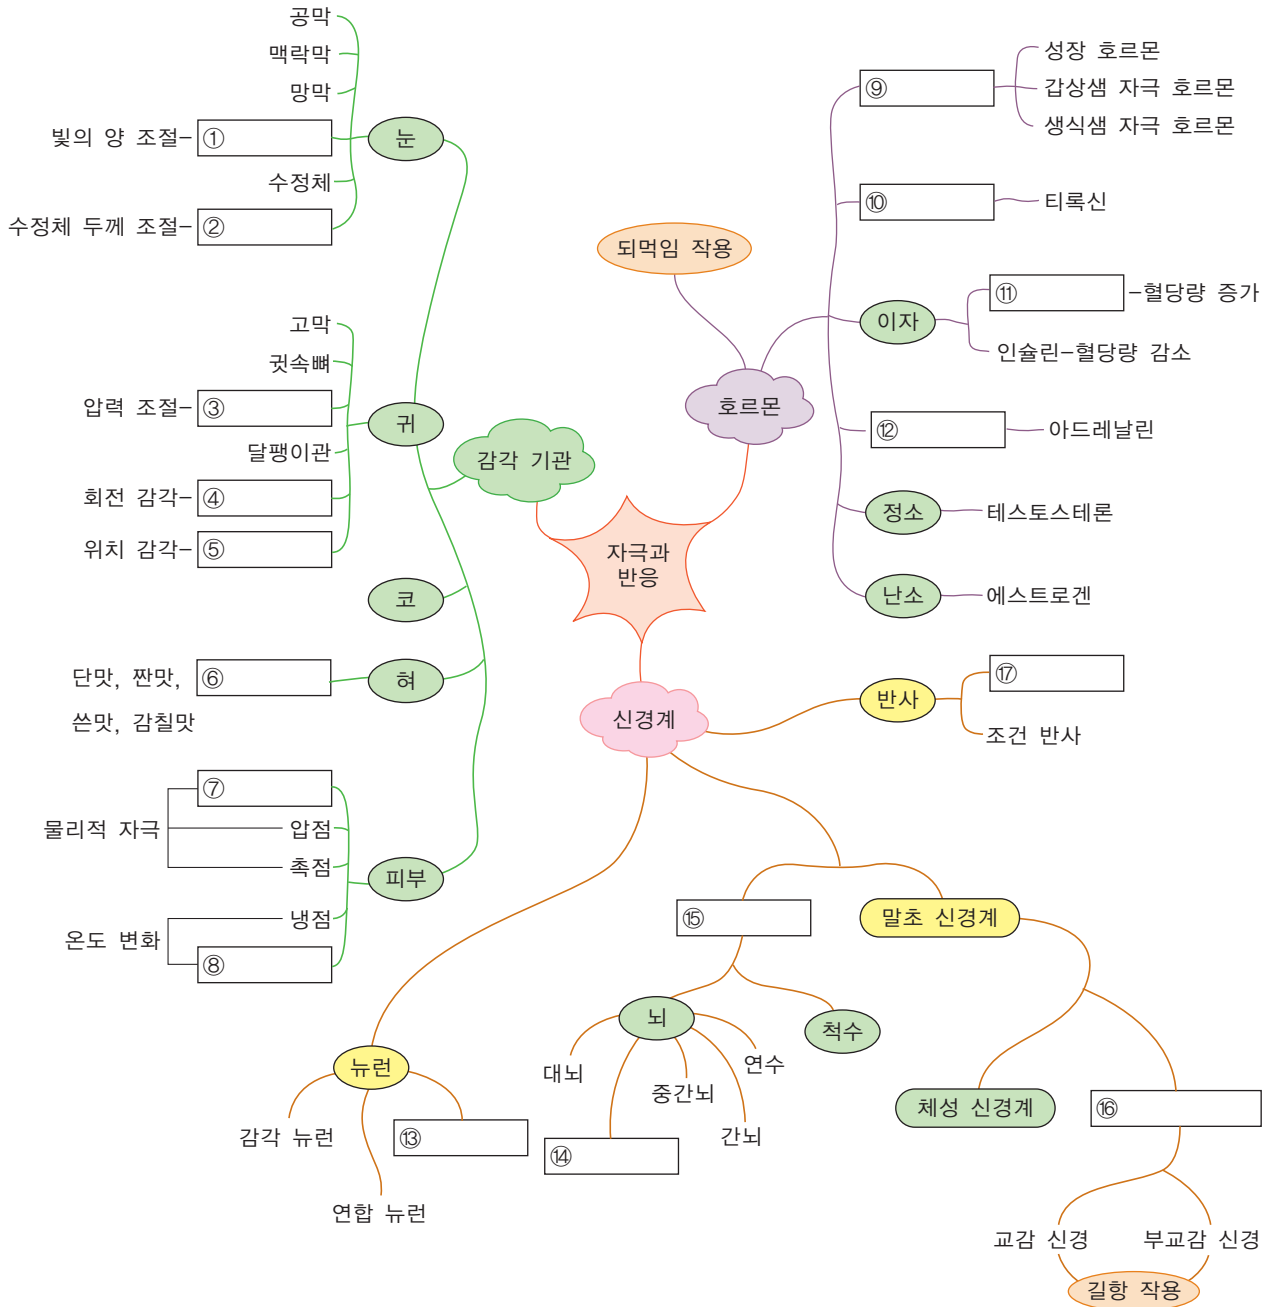 공막
맥락막
망막
빛의 양 조절–①
눈
수정체
수정체 두께 조절–②
고막
귓속뼈
압력 조절–③
귀
달팽이관
회전 감각–④
위치 감각–⑤
감각 기관
코
단맛, 짠맛, ⑥
쓴맛, 감칠맛
혀
⑦
물리적 자극
압점
촉점
피부
냉점
온도 변화
⑧
되먹임 작용
호르몬
자극과
반응
⑨
성장 호르몬
갑상샘 자극 호르몬
생식샘 자극 호르몬
⑩
티록신
이자
⑪–혈당량 증가
인슐린–혈당량 감소
⑫
아드레날린
정소
테스토스테론
난소
에스트로겐
신경계
반사
⑰
조건 반사
⑮
말초 신경계
뇌
척수
대뇌
⑭
중간뇌
간뇌
연수
뉴런
감각 뉴런
연합 뉴런
⑬
체성 신경계
⑯
교감 신경
부교감 신경
길항 작용